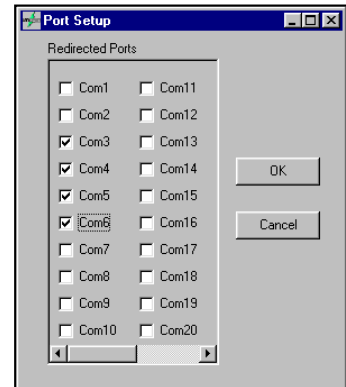 Port Setup
Redirected Ports
Com1 Com11
Com2 Com12
Com3 Com13
Com4 Com14
Com5 Com15
Com6 Com16
Com7 Com17
Com8 Com18
Com9 Com19
Com10 Com20
OK
Cancel